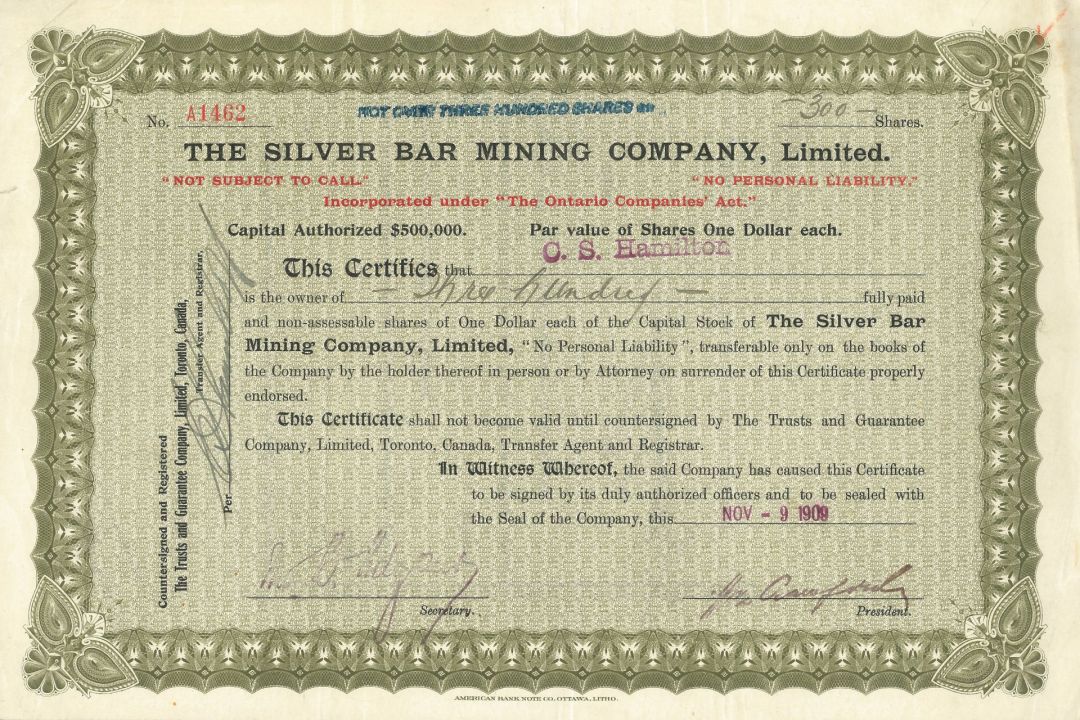 No. A1462
NOT OVER THREE HUNDRED SHARES
300 Shares.
THE SILVER BAR MINING COMPANY, Limited.
"NOT SUBJECT TO CALL." "NO PERSONAL LIABILITY."
Incorporated under "The Ontario Companies' Act."
Capital Authorized $500,000. Par value of Shares One Dollar each.
This Certifies that C. S. Hamilton
is the owner of — Three hundred — fully paid
and non-assessable shares of One Dollar each of the Capital Stock of The Silver Bar
Mining Company, Limited, "No Personal Liability", transferable only on the books of
the Company by the holder thereof in person or by Attorney on surrender of this Certificate properly
endorsed.
This Certificate shall not become valid until countersigned by The Trusts and Guarantee
Company, Limited, Toronto, Canada, Transfer Agent and Registrar.
In Witness Whereof, the said Company has caused this Certificate
to be signed by its duly authorized officers and to be sealed with
the Seal of the Company, this NOV - 9 1909
Secretary.
Crawford
President.
Countersigned and Registered
The Trusts and Guarantee Company, Limited, Toronto, Canada,
Transfer Agent and Registrar.
Per
AMERICAN BANK NOTE CO. OTTAWA, LITHO.